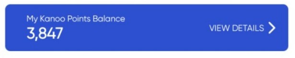 My Kanoo Points Balance
3,847
VIEW DETAILS